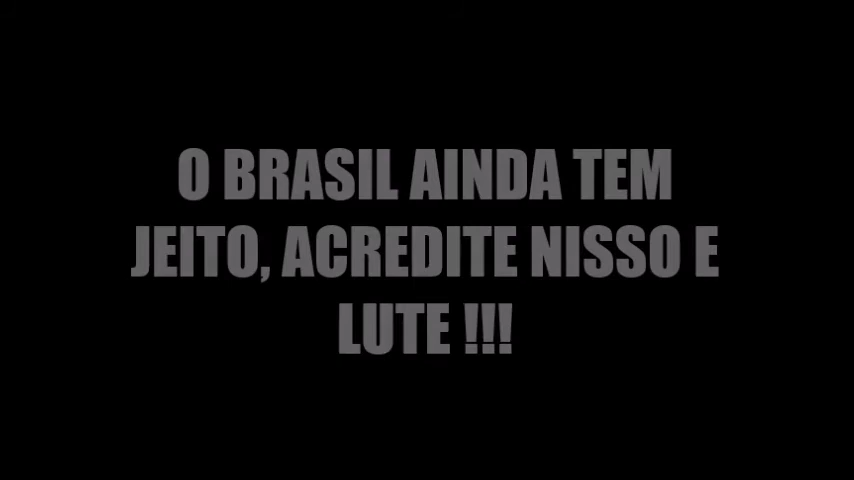 O BRASIL AINDA TEM
JEITO, ACREDITE NISSO E
LUTE !!!